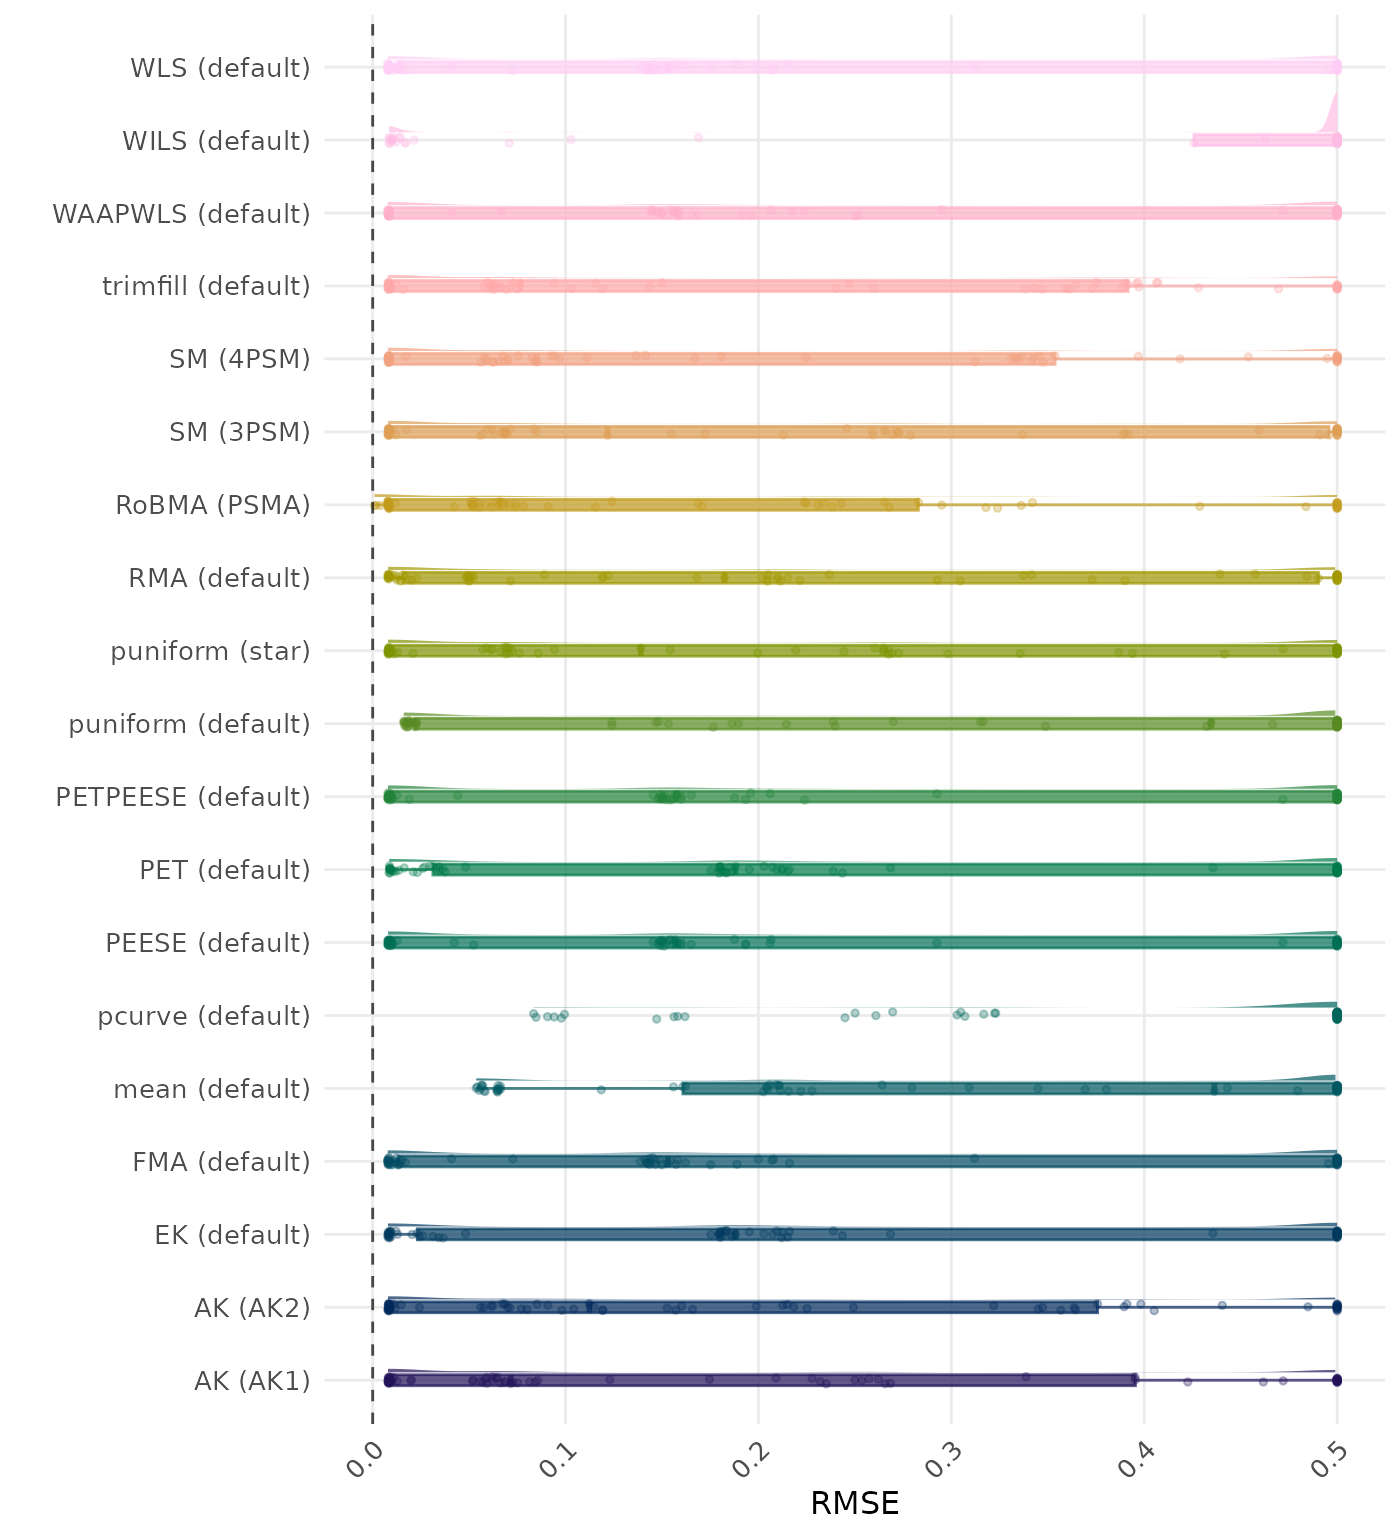 WLS (default)
WILS (default)
WAAPWLS (default)
trimfill (default)
SM (4PSM)
SM (3PSM)
RoBMA (PSMA)
RMA (default)
puniform (star)
puniform (default)
PETPEESE (default)
PET (default)
PEESE (default)
pcurve (default)
mean (default)
FMA (default)
EK (default)
AK (AK2)
AK (AK1)
0.0 0.1 0.2 0.3 0.4 0.5
RMSE